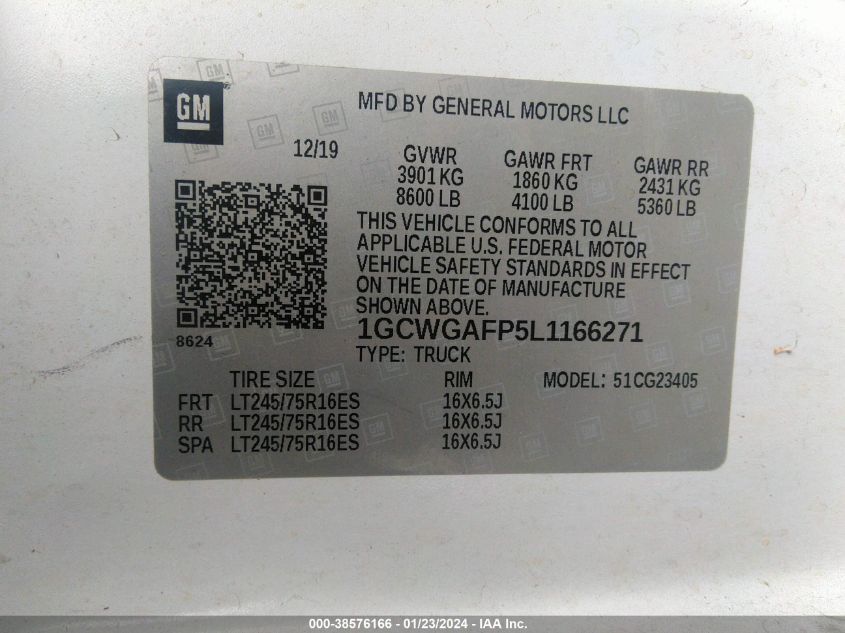 GM
MFD BY GENERAL MOTORS LLC
12/19
GVWR GAWR FRT GAWR RR
3901 KG 1860 KG 2431 KG
8600 LB 4100 LB 5360 LB
THIS VEHICLE CONFORMS TO ALL
APPLICABLE U.S. FEDERAL MOTOR
VEHICLE SAFETY STANDARDS IN EFFECT
ON THE DATE OF MANUFACTURE
SHOWN ABOVE.
8624
1GCWGAFP5L1166271
TYPE: TRUCK
TIRE SIZE RIM MODEL: 51CG23405
FRT LT245/75R16ES 16X6.5J
RR LT245/75R16ES 16X6.5J
SPA LT245/75R16ES 16X6.5J
000-38576166 - 01/23/2024 - IAAI.COM